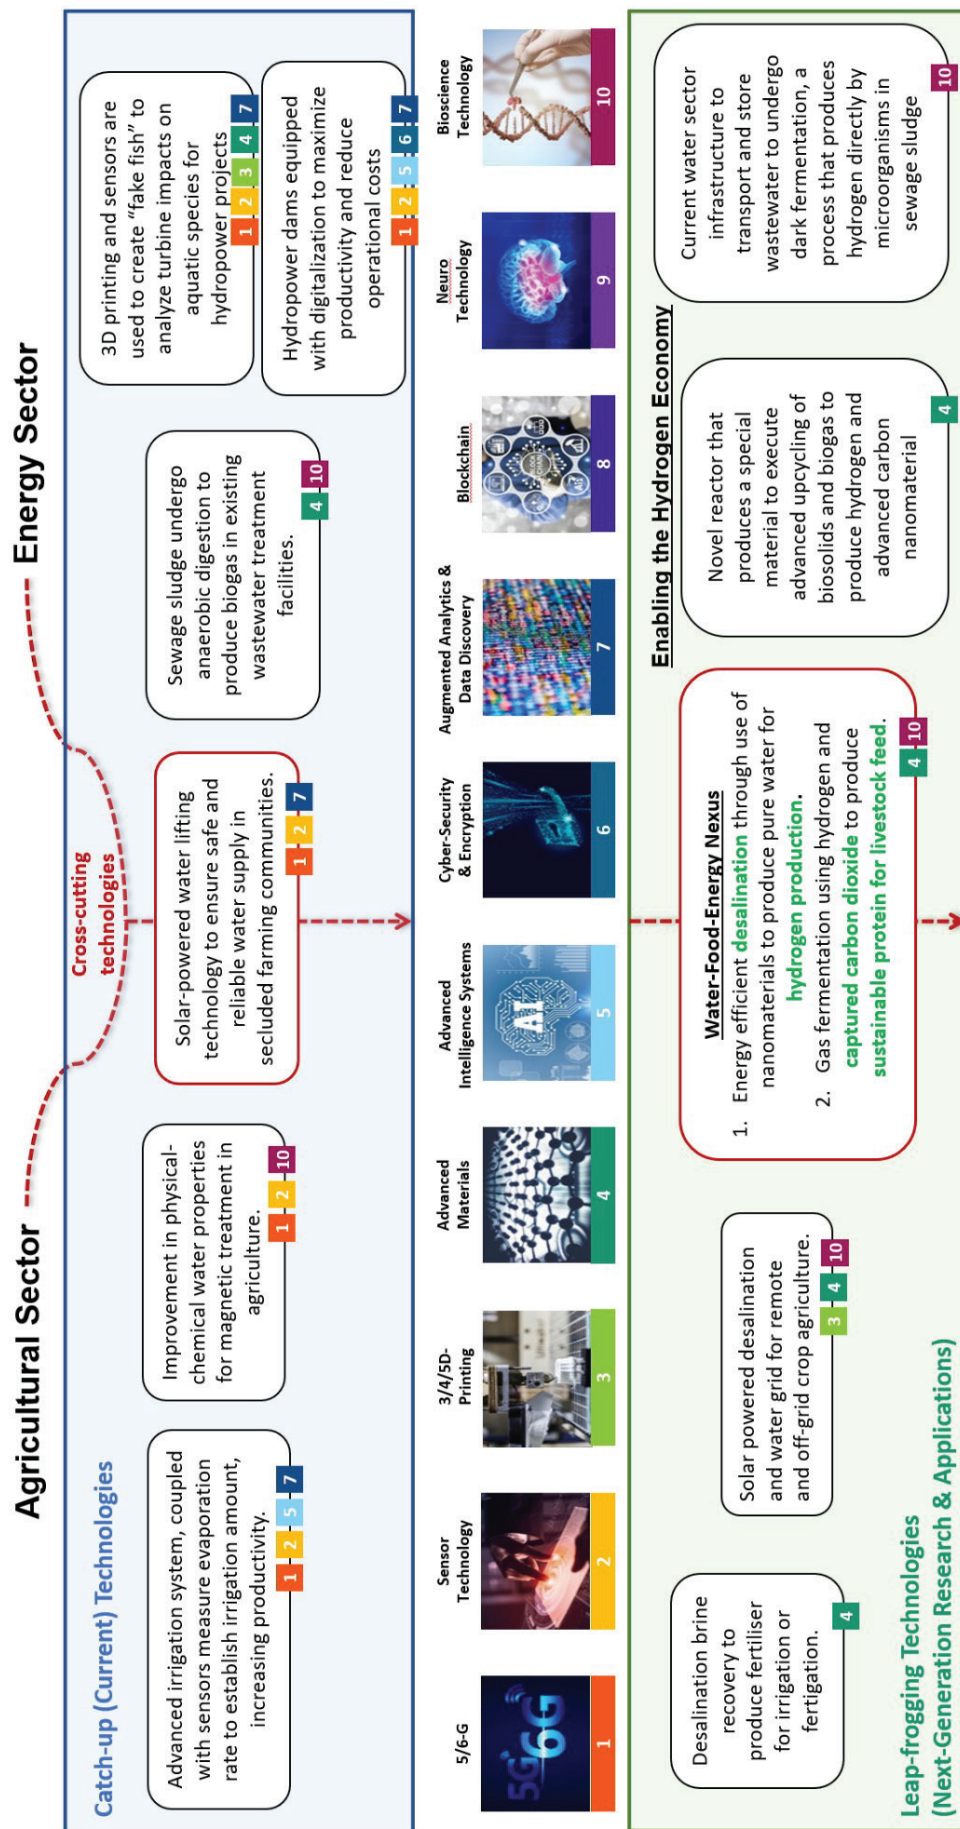 Agricultural Sector
Energy Sector
Cross-cutting
technologies
Catch-up (Current) Technologies
Advanced irrigation system, coupled
with sensors measure evaporation
rate to establish irrigation amount,
increasing productivity.
1 2 5 7
Improvement in physical-
chemical water properties
for magnetic treatment in
agriculture.
1 2 10
Solar-powered water lifting
technology to ensure safe and
reliable water supply in
secluded farming communities.
1 2 7
Sewage sludge undergo
anaerobic digestion to
produce biogas in existing
wastewater treatment
facilities.
4 10
3D printing and sensors are
used to create “fake fish” to
analyze turbine impacts on
aquatic species for
hydropower projects
1 2 3 4 7
Hydropower dams equipped
with digitalization to maximize
productivity and reduce
operational costs
1 2 5 6 7
5/6-G
5G
6G
1
Sensor
Technology
2
3/4/5D-
Printing
3
Advanced
Materials
4
Advanced
Intelligence Systems
AI
5
Cyber-Security
& Encryption
6
Augmented Analytics &
Data Discovery
7
Blockchain
8
Neuro
Technology
9
Bioscience
Technology
10
Desalination brine
recovery to
produce fertiliser
for irrigation or
fertigation.
4
Solar powered desalination
and water grid for remote
and off-grid crop agriculture.
3 4 10
Water-Food-Energy Nexus
1. Energy efficient desalination through use of
nanomaterials to produce pure water for
hydrogen production.
2. Gas fermentation using hydrogen and
captured carbon dioxide to produce
sustainable protein for livestock feed.
4 10
Enabling the Hydrogen Economy
Novel reactor that
produces a special
material to execute
advanced upcycling of
biosolids and biogas to
produce hydrogen and
advanced carbon
nanomaterial
4
Current water sector
infrastructure to
transport and store
wastewater to undergo
dark fermentation, a
process that produces
hydrogen directly by
microorganisms in
sewage sludge
10
Leap-frogging Technologies
(Next-Generation Research & Applications)